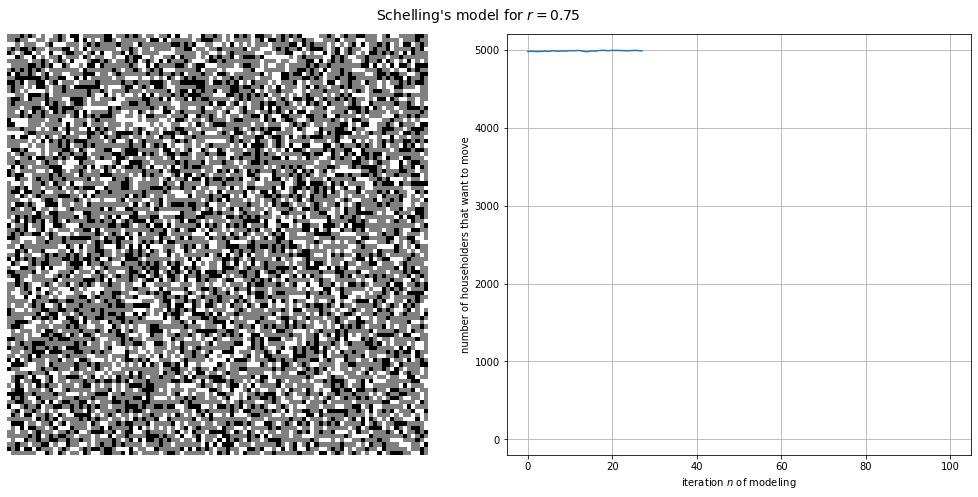 Schelling's model for r = 0.75
5000
4000
3000
2000
1000
0
number of householders that want to move
0 20 40 60 80 100
iteration n of modeling